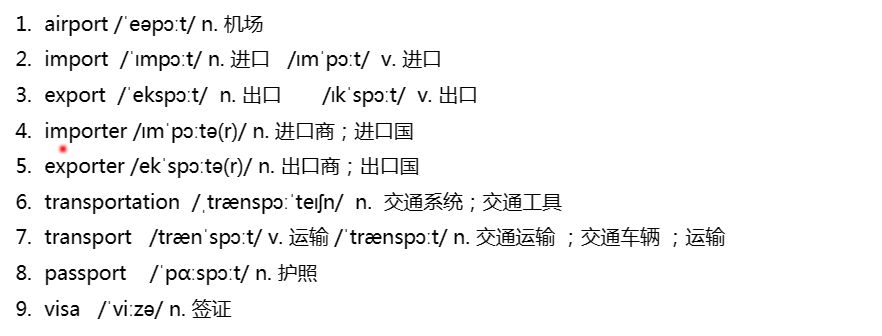 1. airport /ˈeəpɔːt/ n. 机场
2. import /ˈɪmpɔːt/ n. 进口 /ɪmˈpɔːt/ v. 进口
3. export /ˈekspɔːt/ n. 出口 /ɪkˈspɔːt/ v. 出口
4. importer /ɪmˈpɔːtə(r)/ n. 进口商；进口国
5. exporter /ekˈspɔːtə(r)/ n. 出口商；出口国
6. transportation /ˌtrænspɔːˈteɪʃn/ n. 交通系统；交通工具
7. transport /trænˈspɔːt/ v. 运输 /ˈtrænspɔːt/ n. 交通运输 ；交通车辆 ；运输
8. passport /ˈpɑːspɔːt/ n. 护照
9. visa /ˈviːzə/ n. 签证